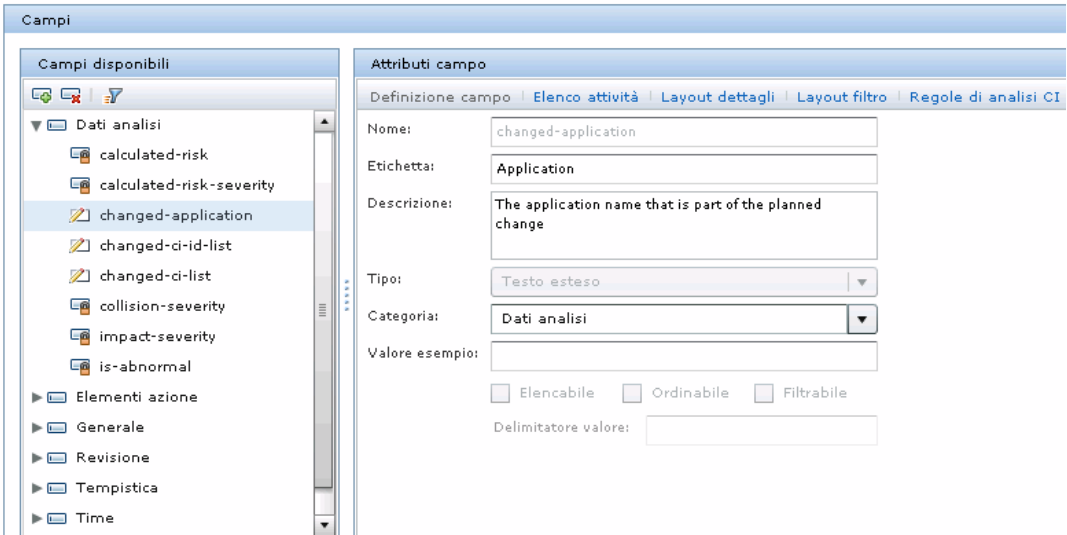 Campi
Campi disponibili
Dati analisi
calculated-risk
calculated-risk-severity
changed-application
changed-ci-id-list
changed-ci-list
collision-severity
impact-severity
is-abnormal
Elementi azione
Generale
Revisione
Tempistica
Time
Attributi campo
Definizione campo Elenco attività Layout dettagli Layout filtro Regole di analisi CI
Nome: changed-application
Etichetta: Application
Descrizione: The application name that is part of the planned
change
Tipo: Testo esteso
Categoria: Dati analisi
Valore esempio:
Elencabile Ordinabile Filtrabile
Delimitatore valore: